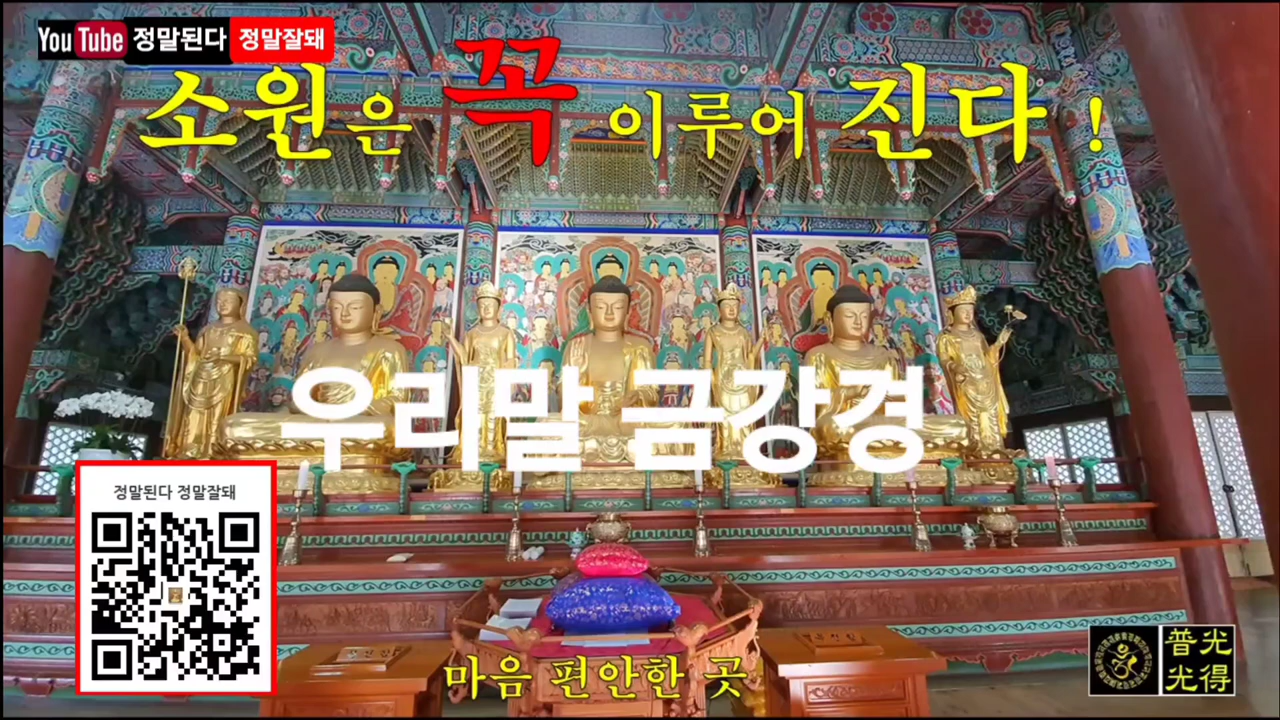 YouTube 정말된다 정말잘돼
소원은 꼭 이루어 진다 !
우리말 금강경
정말된다 정말잘돼
마음 편안한 곳
普光
光得